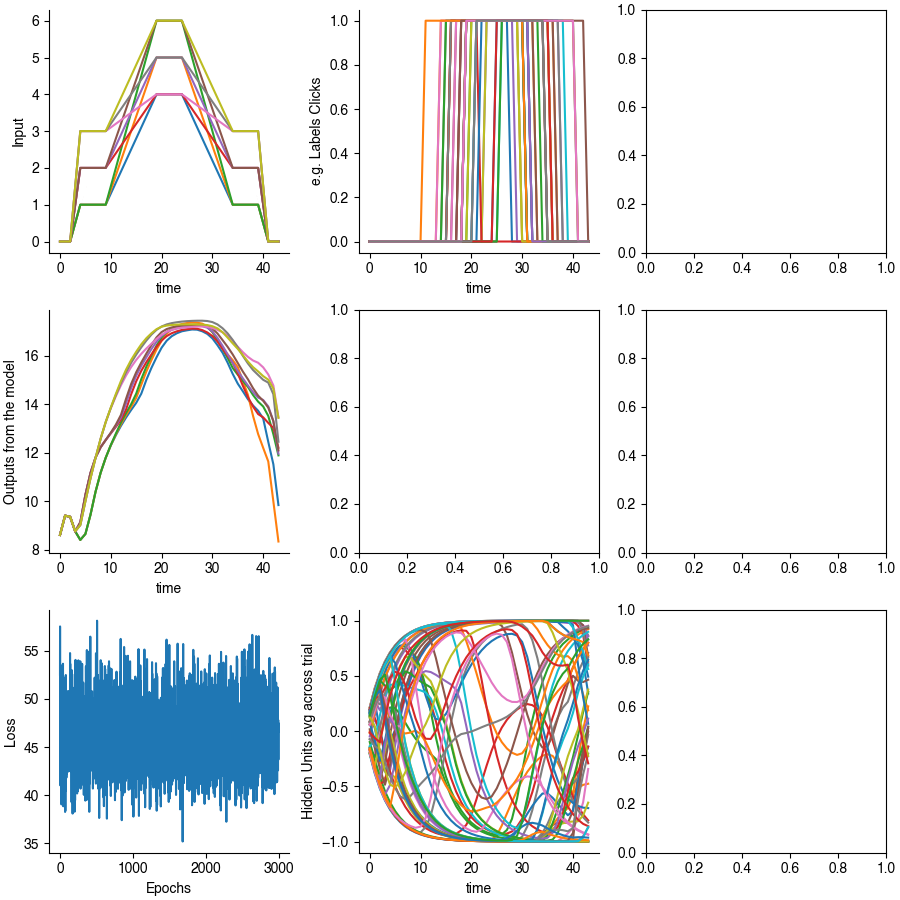 6
5
4
3
2
1
0
Input
0 10 20 30 40
time
1.0
0.8
0.6
0.4
0.2
0.0
e.g. Labels Clicks
0 10 20 30 40
time
1.0
0.8
0.6
0.4
0.2
0.0
0.0 0.2 0.4 0.6 0.8 1.0
16
14
12
10
8
Outputs from the model
0 10 20 30 40
time
1.0
0.8
0.6
0.4
0.2
0.0
0.0 0.2 0.4 0.6 0.8 1.0
1.0
0.8
0.6
0.4
0.2
0.0
0.0 0.2 0.4 0.6 0.8 1.0
55
50
45
40
35
Loss
0 1000 2000 3000
Epochs
1.0
0.5
0.0
−0.5
−1.0
Hidden Units avg across trial
0 10 20 30 40
time
1.0
0.8
0.6
0.4
0.2
0.0
0.0 0.2 0.4 0.6 0.8 1.0